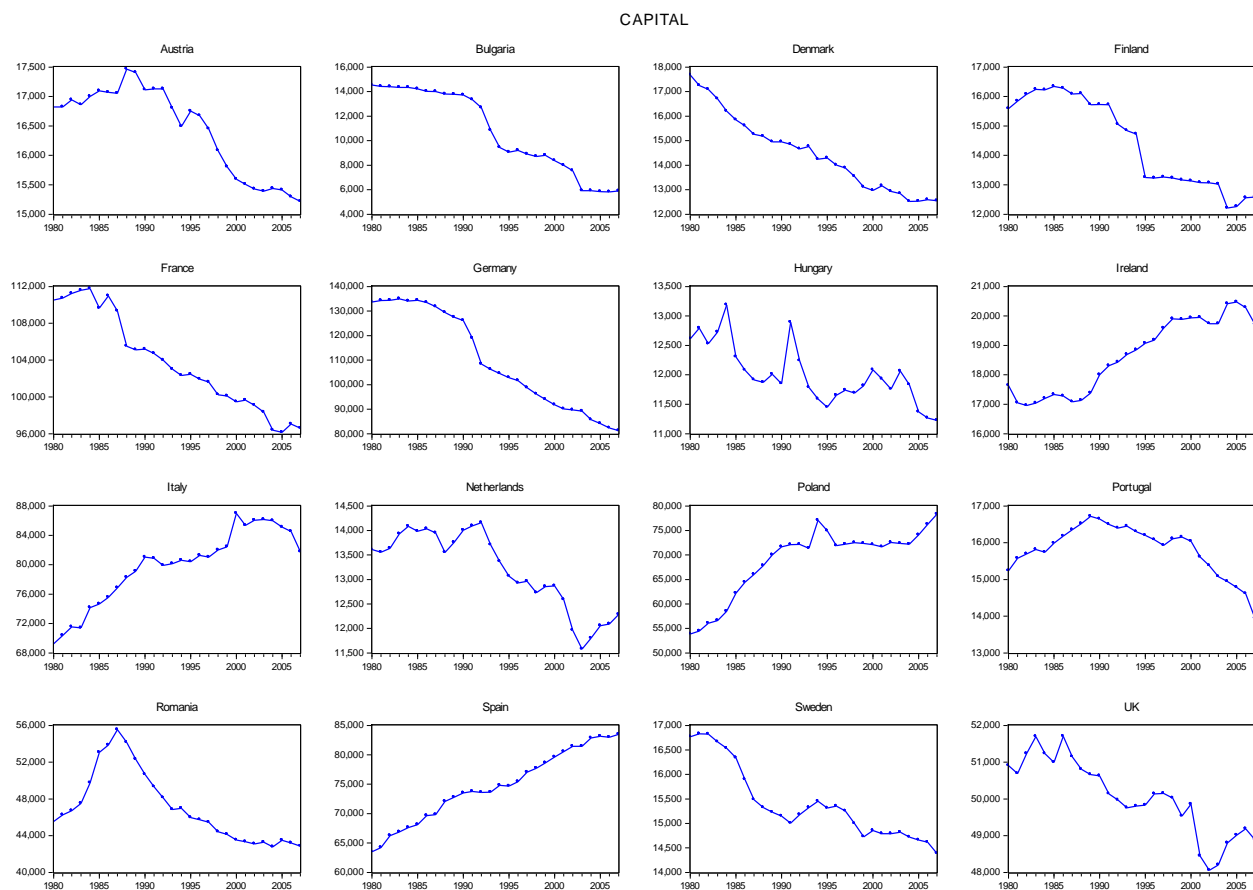 CAPITAL
Austria Bulgaria Denmark Finland
17,500 16,000 18,000 17,000
17,000 14,000 17,000 16,000
16,500 12,000 16,000 15,000
16,000 10,000 15,000 14,000
15,500 8,000 14,000 13,000
15,000 6,000 13,000 12,000
4,000 12,000
1980 1985 1990 1995 2000 2005 1980 1985 1990 1995 2000 2005 1980 1985 1990 1995 2000 2005 1980 1985 1990 1995 2000 2005
France Germany Hungary Ireland
112,000 140,000 13,500 21,000
108,000 130,000 13,000 20,000
104,000 120,000 12,500 19,000
100,000 110,000 12,000 18,000
96,000 100,000 11,500 17,000
90,000 11,000 16,000
80,000
1980 1985 1990 1995 2000 2005 1980 1985 1990 1995 2000 2005 1980 1985 1990 1995 2000 2005 1980 1985 1990 1995 2000 2005
Italy Netherlands Poland Portugal
88,000 14,500 80,000 17,000
84,000 14,000 75,000 16,000
80,000 13,500 70,000 15,000
76,000 13,000 65,000 14,000
72,000 12,500 60,000 13,000
68,000 12,000 55,000
11,500 50,000
1980 1985 1990 1995 2000 2005 1980 1985 1990 1995 2000 2005 1980 1985 1990 1995 2000 2005 1980 1985 1990 1995 2000 2005
Romania Spain Sweden UK
56,000 85,000 17,000 52,000
52,000 80,000 16,500 51,000
48,000 75,000 16,000 50,000
44,000 70,000 15,500 49,000
40,000 65,000 15,000 48,000
60,000 14,500
14,000
1980 1985 1990 1995 2000 2005 1980 1985 1990 1995 2000 2005 1980 1985 1990 1995 2000 2005 1980 1985 1990 1995 2000 2005